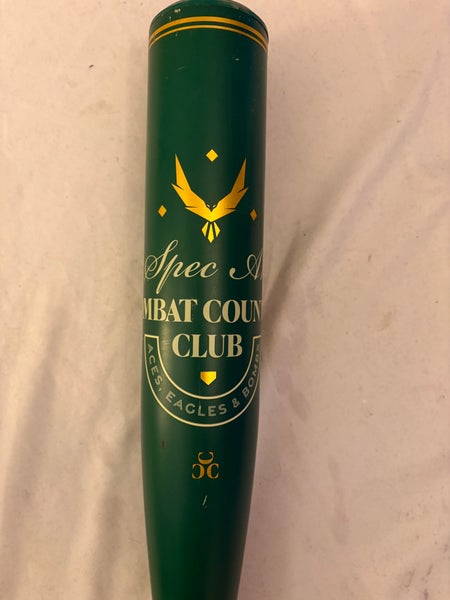 Spec A
MBAT COUN
CLUB
ACES, EAGLES & BOMB